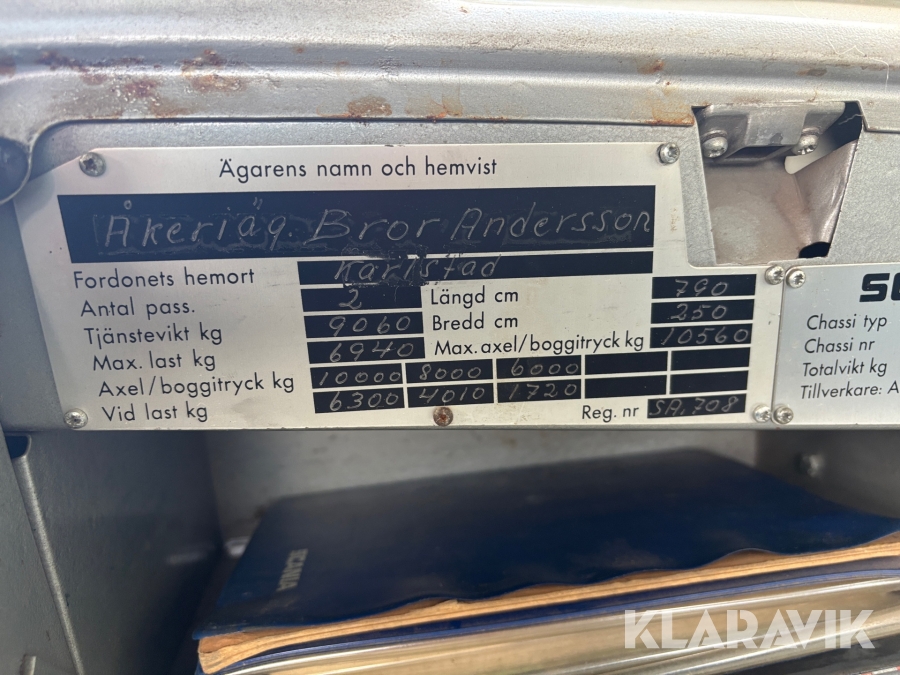 Ägarens namn och hemvist
Åkeriäg. Bror Andersson
Fordonets hemort Karlstad
Antal pass. 2 Längd cm 790
Tjänstevikt kg 9060 Bredd cm 250
Max. last kg 6940 Max. axel/boggitryck kg 10560
Axel/boggitryck kg 10000 8000 6000
Vid last kg 6300 4010 1720 Reg. nr SA.708
Chassi typ
Chassi nr
Totalvikt kg
Tillverkare:
SCANIA
KLARAVIK